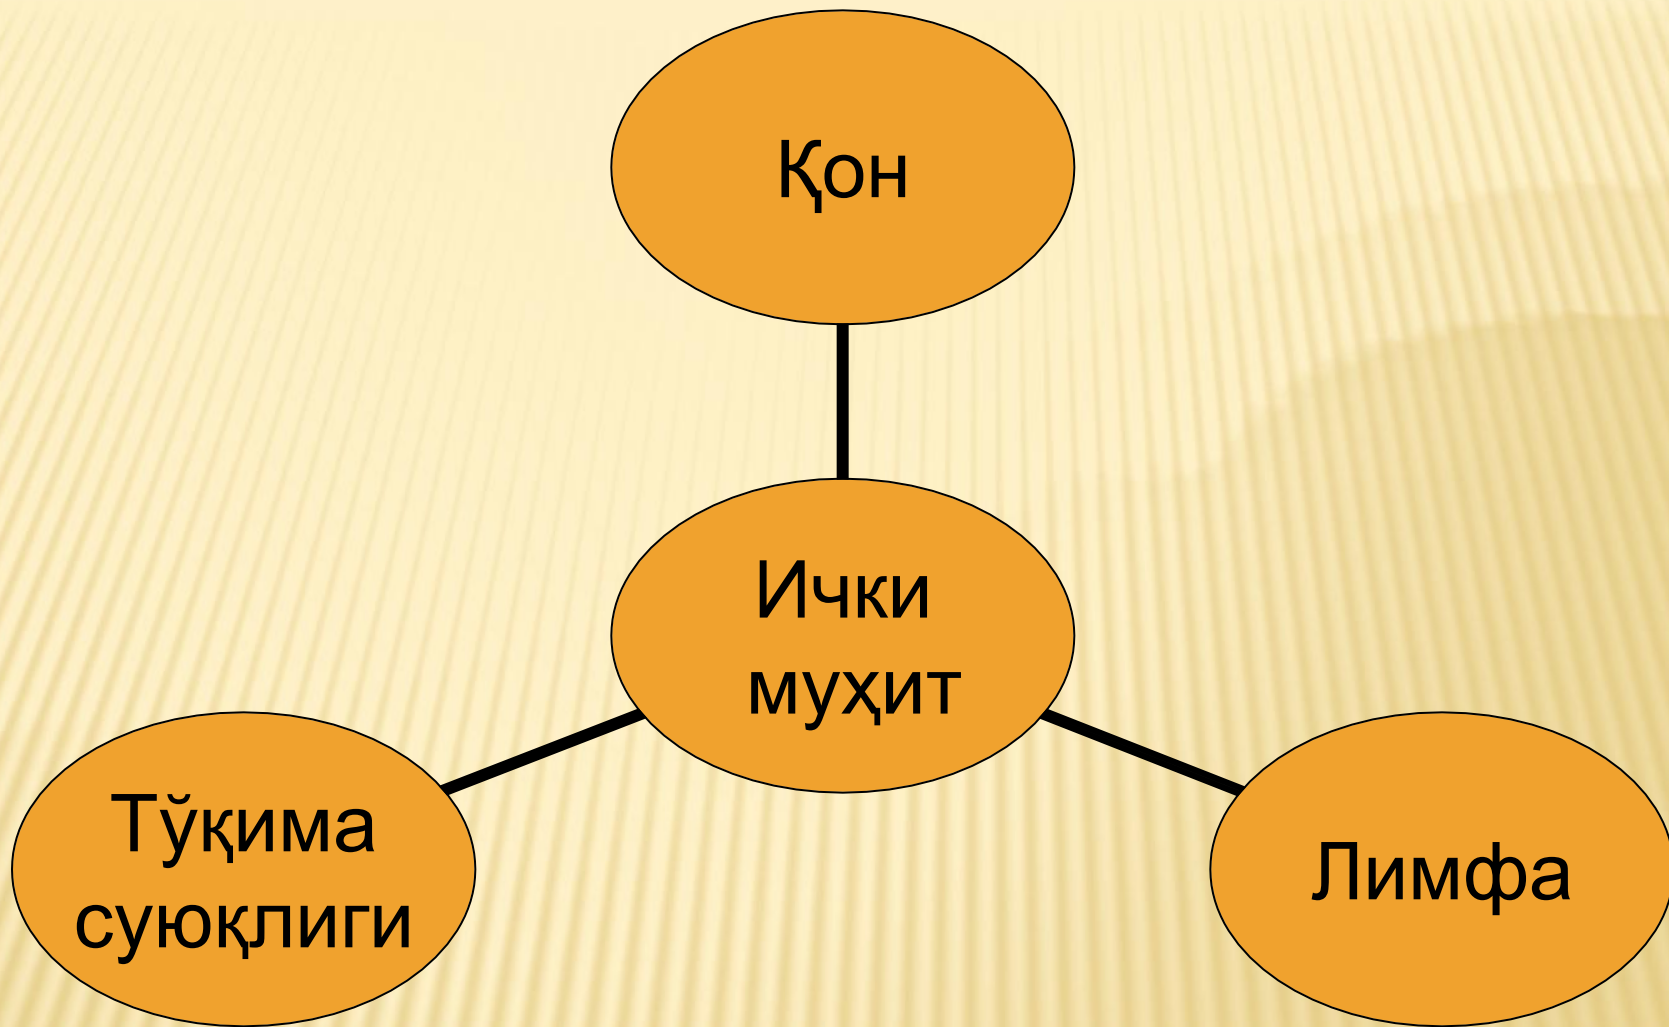 Қон
Ички
муҳит
Тўқима
суюқлиги
Лимфа